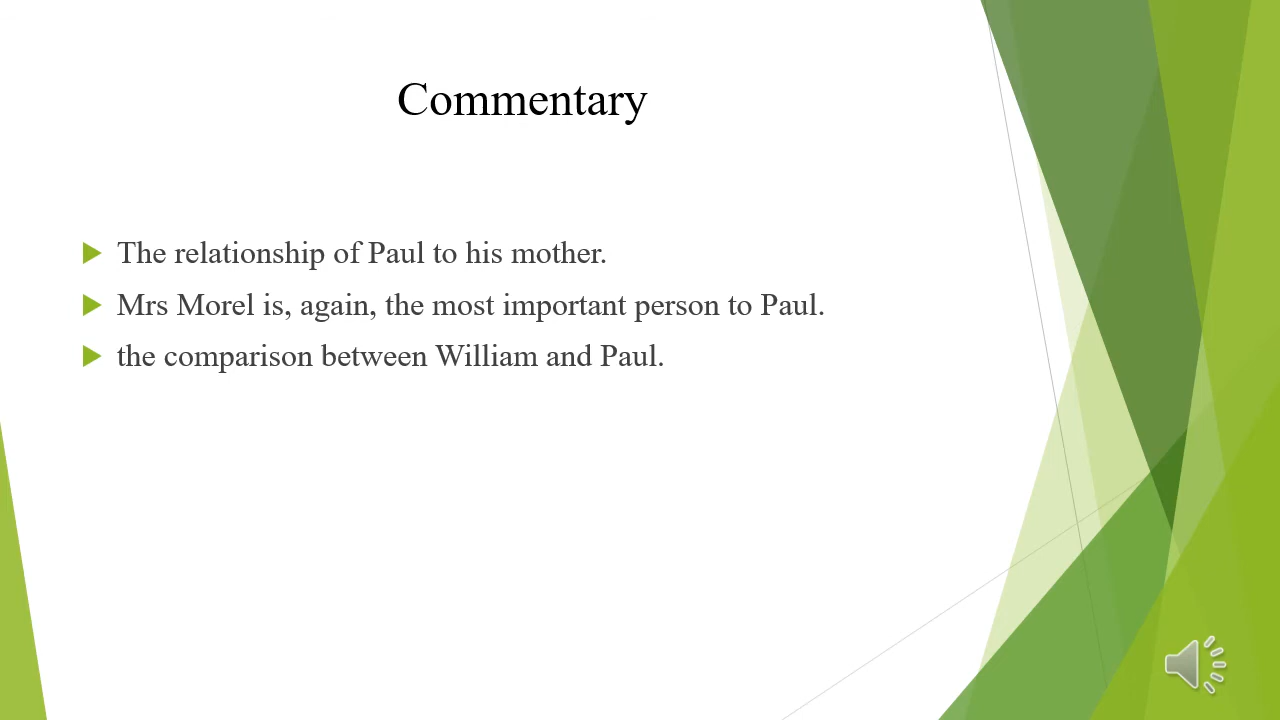 Commentary
The relationship of Paul to his mother.
Mrs Morel is, again, the most important person to Paul.
the comparison between William and Paul.